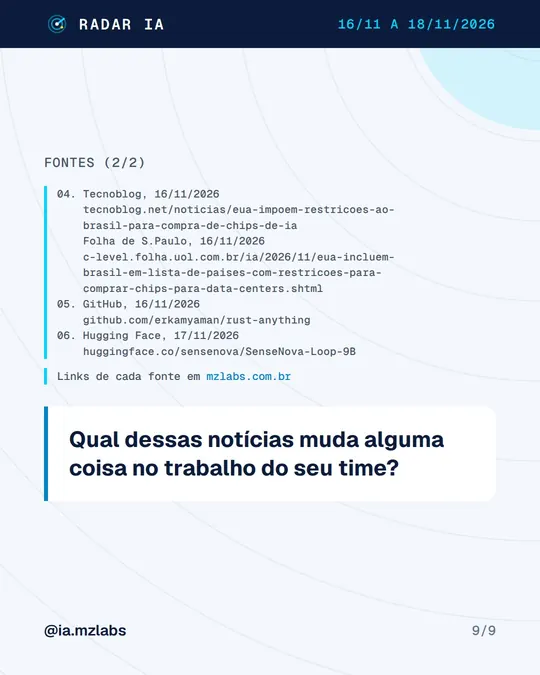 RADAR IA
16/11 A 18/11/2026
FONTES (2/2)
04. Tecnoblog, 16/11/2026
tecnoblog.net/noticias/eua-impoem-restricoes-ao-
brasil-para-compra-de-chips-de-ia
Folha de S.Paulo, 16/11/2026
c-level.folha.uol.com.br/ia/2026/11/eua-incluem-
brasil-em-lista-de-paises-com-restricoes-para-
comprar-chips-para-data-centers.shtml
05. GitHub, 16/11/2026
github.com/erkamyaman/rust-anything
06. Hugging Face, 17/11/2026
huggingface.co/sensenova/SenseNova-Loop-9B
Links de cada fonte em mzlabs.com.br
Qual dessas notícias muda alguma
coisa no trabalho do seu time?
@ia.mzlabs
9/9